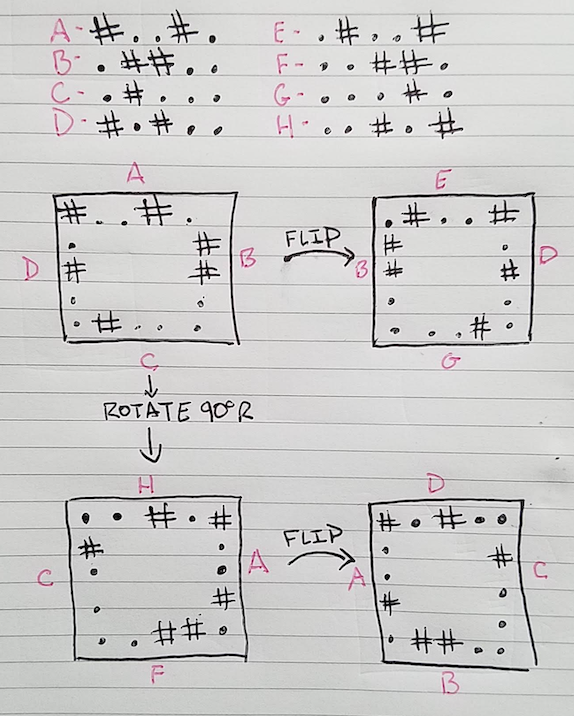 A- #..#. E- .#..#
B- .##.. F- ..##.
C- .#... G- ...#.
D- #.#.. H- ..#.#
A E
#..#. .#..#
. # FLIP # .
D # # B B # # D
. . . .
.#... ...#.
C G
ROTATE 90°R
H D
..#.# #.#..
# . FLIP . #
C . . A A . . C
. # # .
..##. .##..
F B